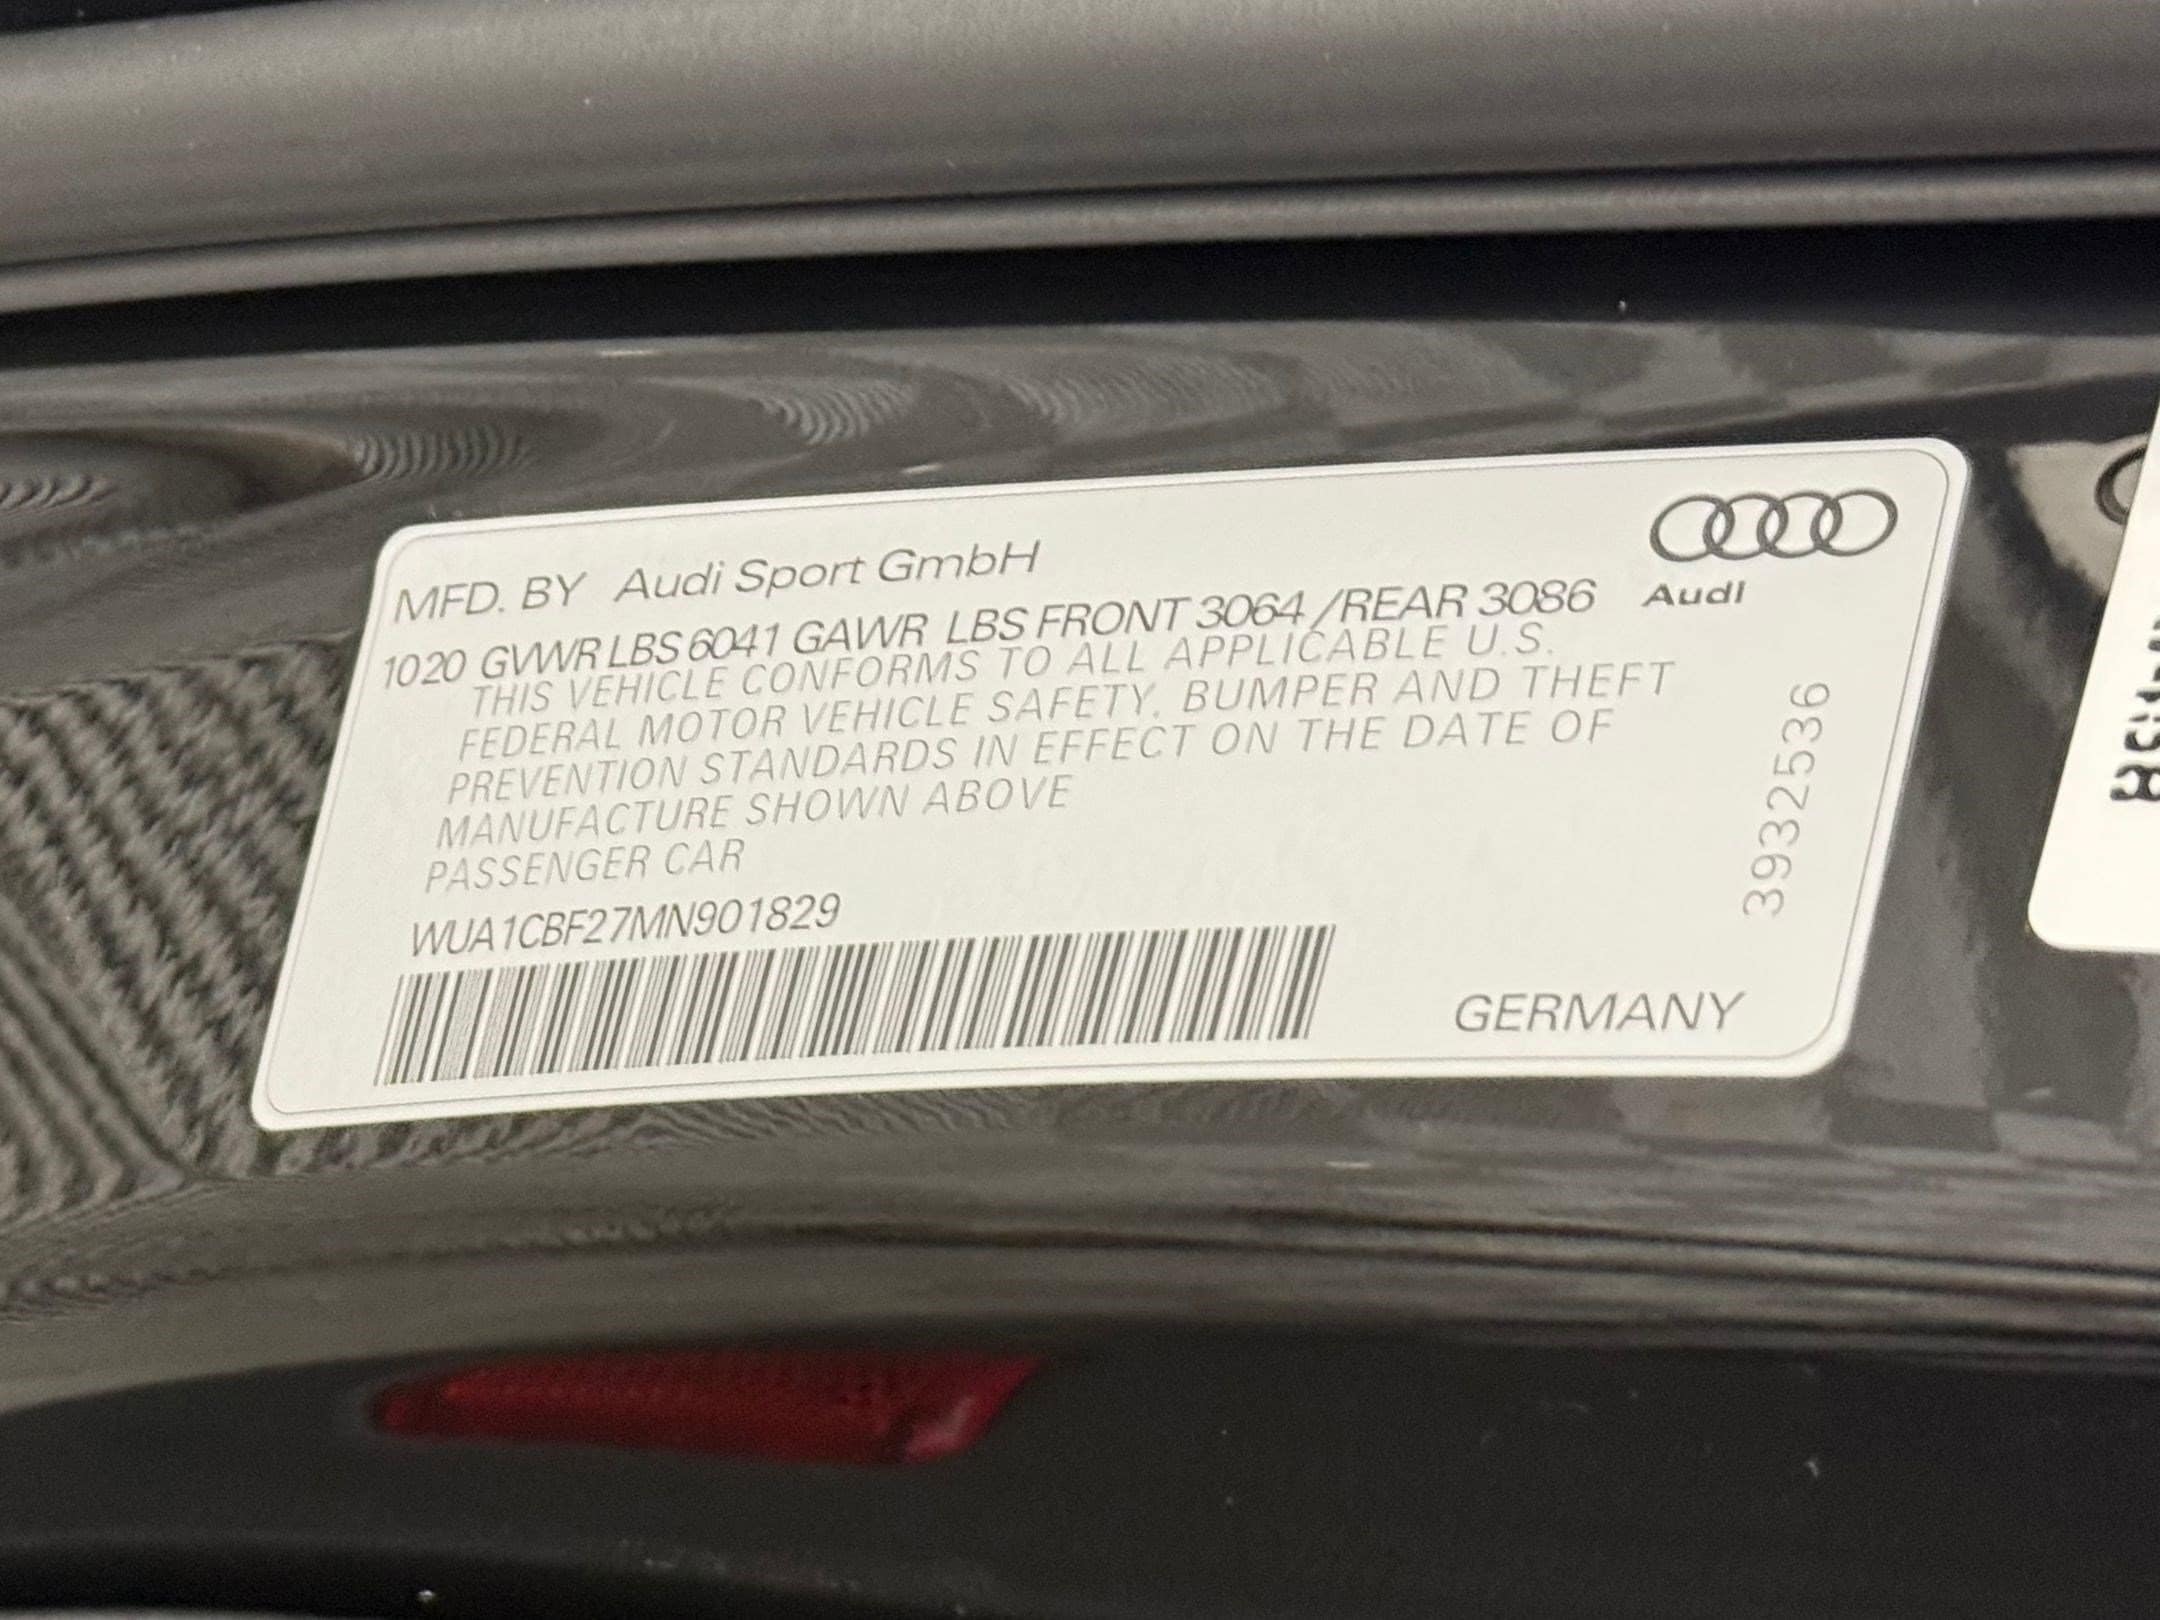 MFD. BY Audi Sport GmbH
1020 GVWR LBS 6041 GAWR LBS FRONT 3064 /REAR 3086
Audi
THIS VEHICLE CONFORMS TO ALL APPLICABLE U.S.
FEDERAL MOTOR VEHICLE SAFETY, BUMPER AND THEFT
PREVENTION STANDARDS IN EFFECT ON THE DATE OF
MANUFACTURE SHOWN ABOVE
PASSENGER CAR
WUA1CBF27MN901829
3932536
GERMANY